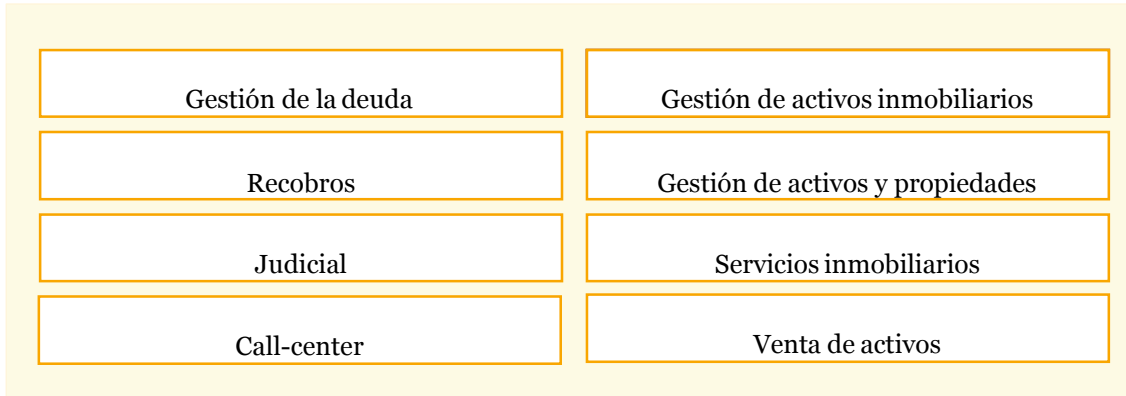 Gestión de la deuda
Gestión de activos inmobiliarios
Recobros
Gestión de activos y propiedades
Judicial
Servicios inmobiliarios
Call-center
Venta de activos